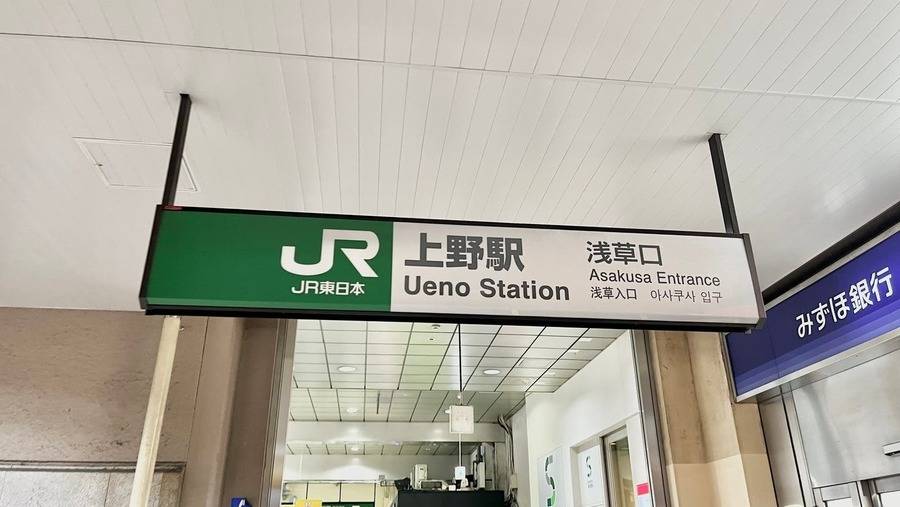 JR
JR東日本
上野駅
Ueno Station
浅草口
Asakusa Entrance
浅草入口 아사쿠사 입구
みずほ銀行